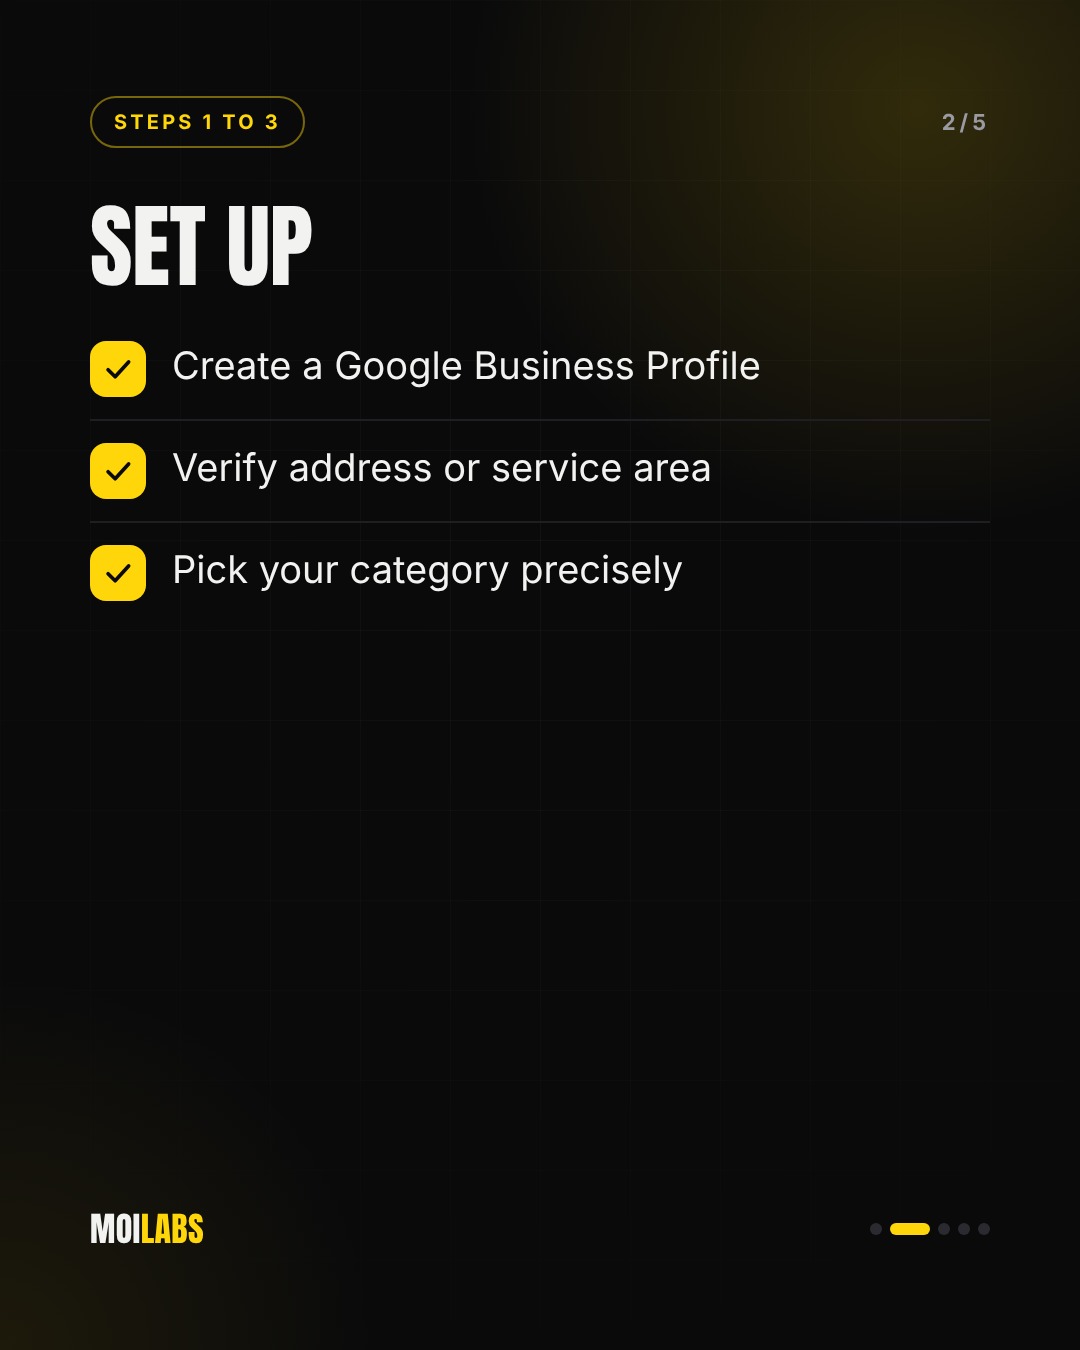 STEPS 1 TO 3
2/5
SET UP
Create a Google Business Profile
Verify address or service area
Pick your category precisely
MOILABS